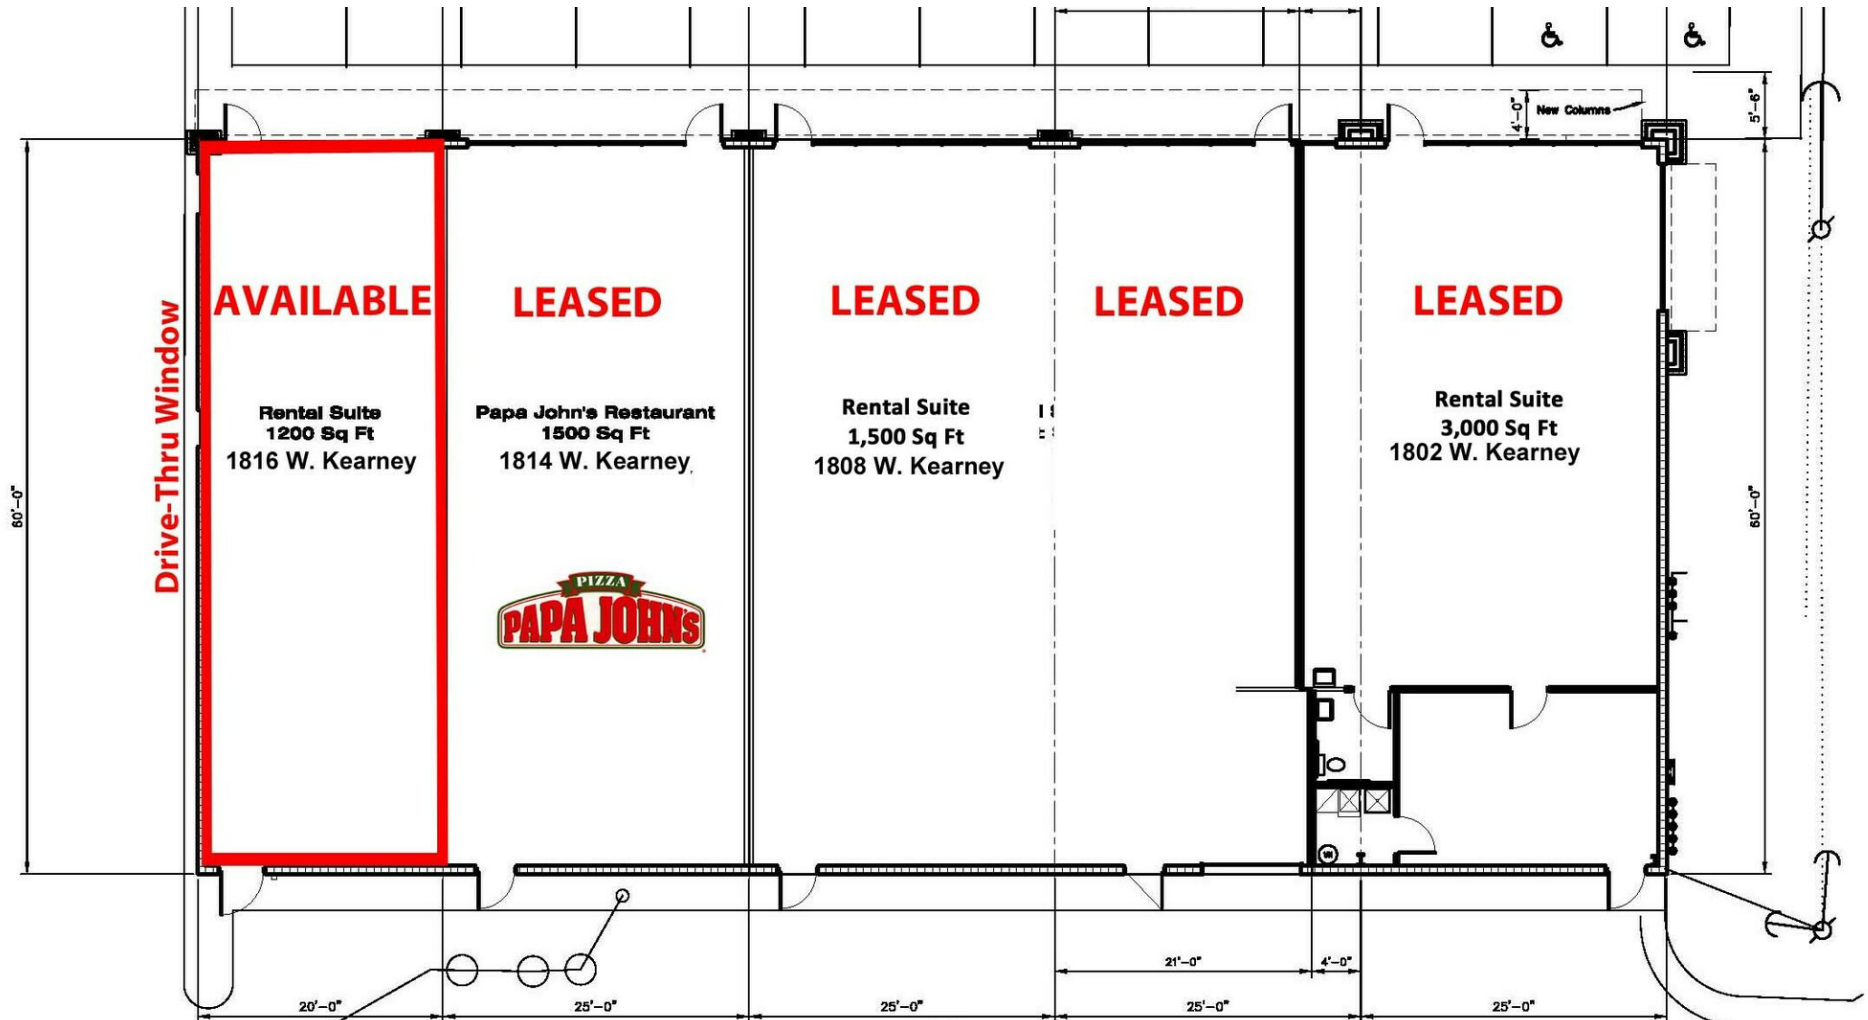 4'-0"
New Columns
5'-6"
AVAILABLE
LEASED
LEASED
LEASED
LEASED
Drive-Thru Window
Rental Suite
1200 Sq Ft
1816 W. Kearney
Papa John's Restaurant
1500 Sq Ft
1814 W. Kearney
Rental Suite
1,500 Sq Ft
1808 W. Kearney
Rental Suite
3,000 Sq Ft
1802 W. Kearney
60'-0"
60'-0"
PIZZA
PAPA JOHN'S
WH
21'-0"
4'-0"
20'-0"
25'-0"
25'-0"
25'-0"
25'-0"